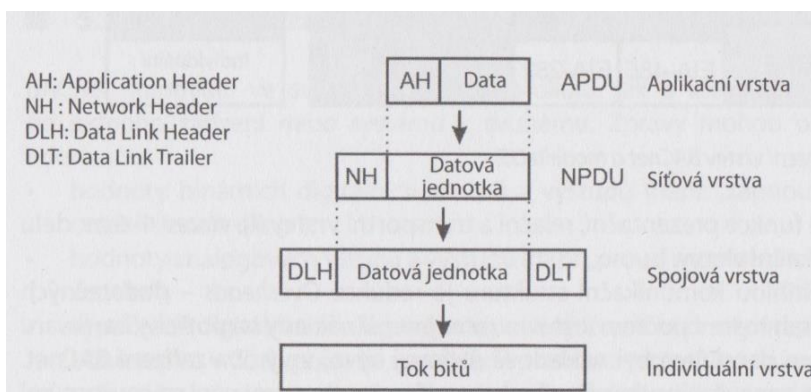 AH: Application Header
NH : Network Header
DLH: Data Link Header
DLT: Data Link Trailer
AH Data APDU Aplikační vrstva
NH Datová jednotka NPDU Síťová vrstva
DLH Datová jednotka DLT Spojová vrstva
Tok bitů Individuální vrstva